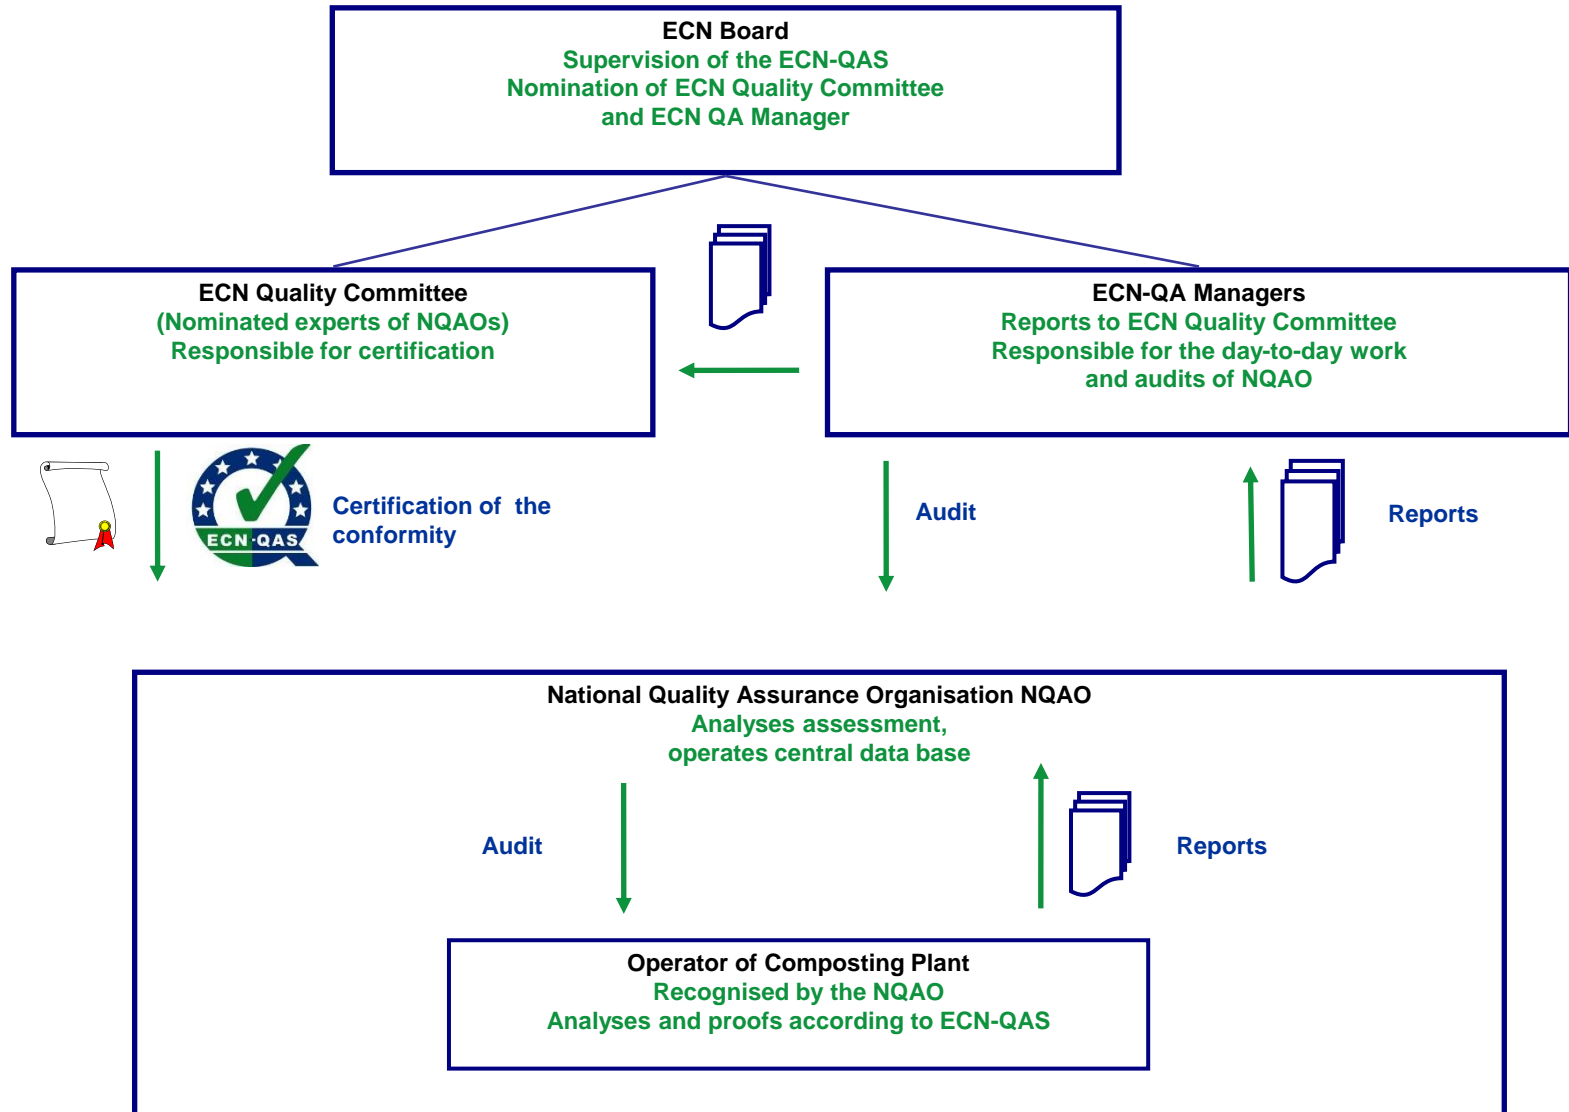 ECN Board
Supervision of the ECN-QAS
Nomination of ECN Quality Committee
and ECN QA Manager
ECN Quality Committee
(Nominated experts of NQAOs)
Responsible for certification
ECN-QA Managers
Reports to ECN Quality Committee
Responsible for the day-to-day work
and audits of NQAO
ECN-QAS
Certification of the
conformity
Audit
Reports
National Quality Assurance Organisation NQAO
Analyses assessment,
operates central data base
Audit
Reports
Operator of Composting Plant
Recognised by the NQAO
Analyses and proofs according to ECN-QAS